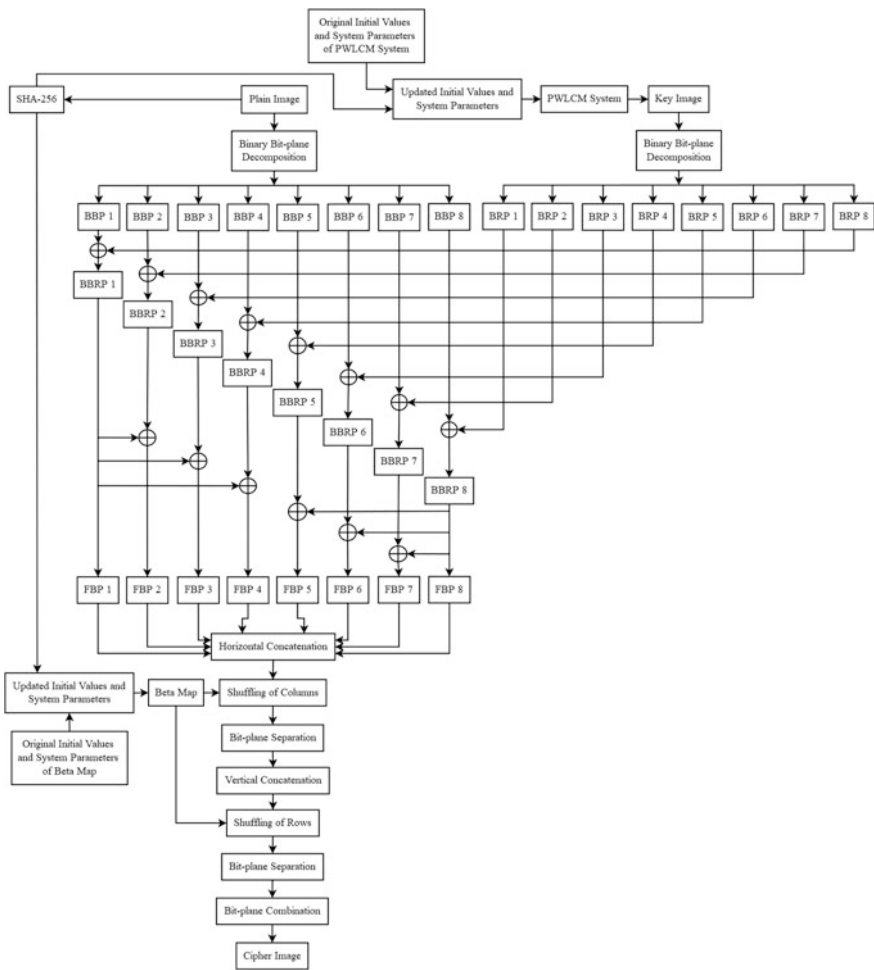 Original Initial Values
and System Parameters
of PWLCM System
SHA-256
Plain Image
Updated Initial Values and
System Parameters
PWLCM System
Key Image
Binary Bit-plane
Decomposition
Binary Bit-plane
Decomposition
BBP 1
BBP 2
BBP 3
BBP 4
BBP 5
BBP 6
BBP 7
BBP 8
BRP 1
BRP 2
BRP 3
BRP 4
BRP 5
BRP 6
BRP 7
BRP 8
BBRP 1
BBRP 2
BBRP 3
BBRP 4
BBRP 5
BBRP 6
BBRP 7
BBRP 8
FBP 1
FBP 2
FBP 3
FBP 4
FBP 5
FBP 6
FBP 7
FBP 8
Horizontal Concatenation
Updated Initial Values and
System Parameters
Beta Map
Shuffling of Columns
Original Initial Values
and System Parameters
of Beta Map
Bit-plane Separation
Vertical Concatenation
Shuffling of Rows
Bit-plane Separation
Bit-plane Combination
Cipher Image